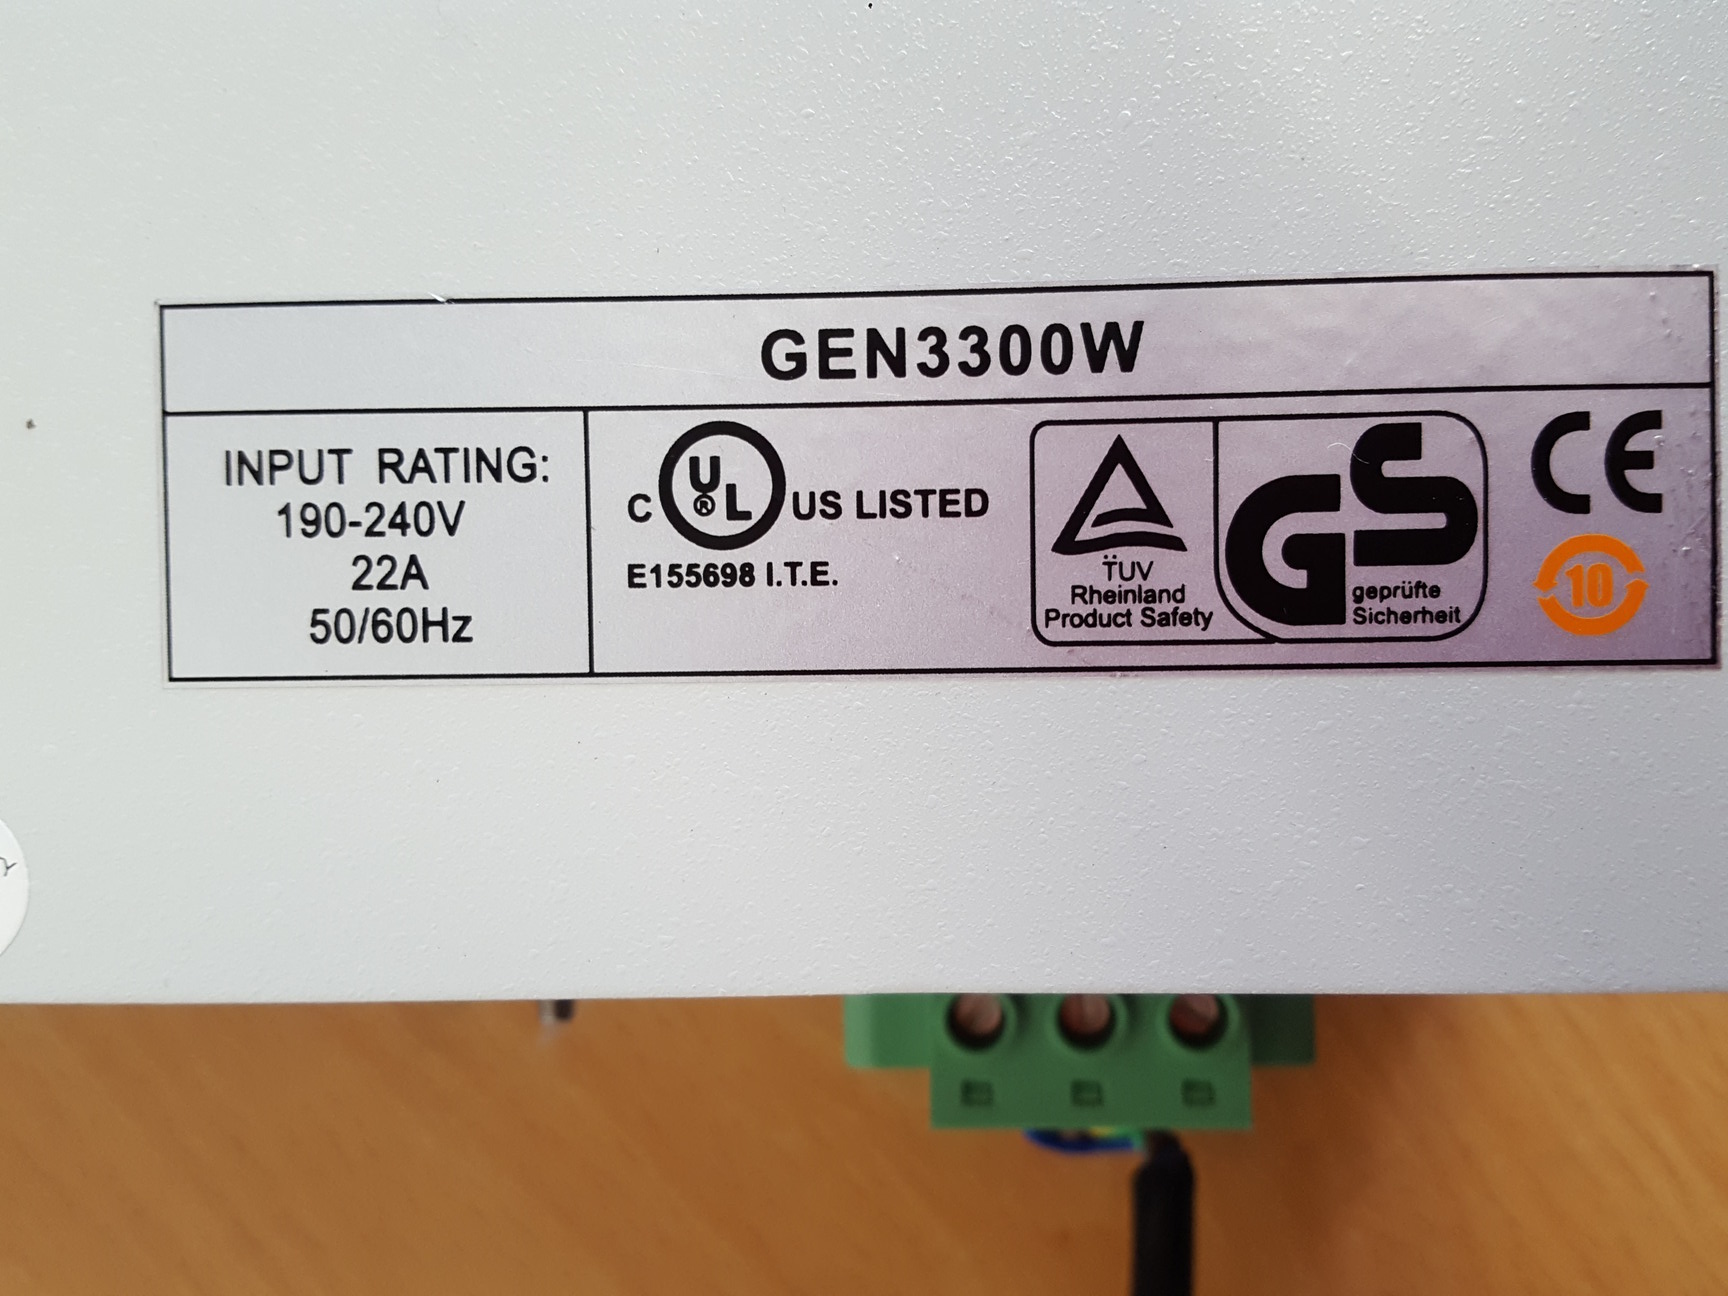 GEN3300W
INPUT RATING:
190-240V
22A
50/60Hz
C UL® US LISTED
E155698 I.T.E.
TÜV
Rheinland
Product Safety
GS
geprüfte
Sicherheit
CE
10